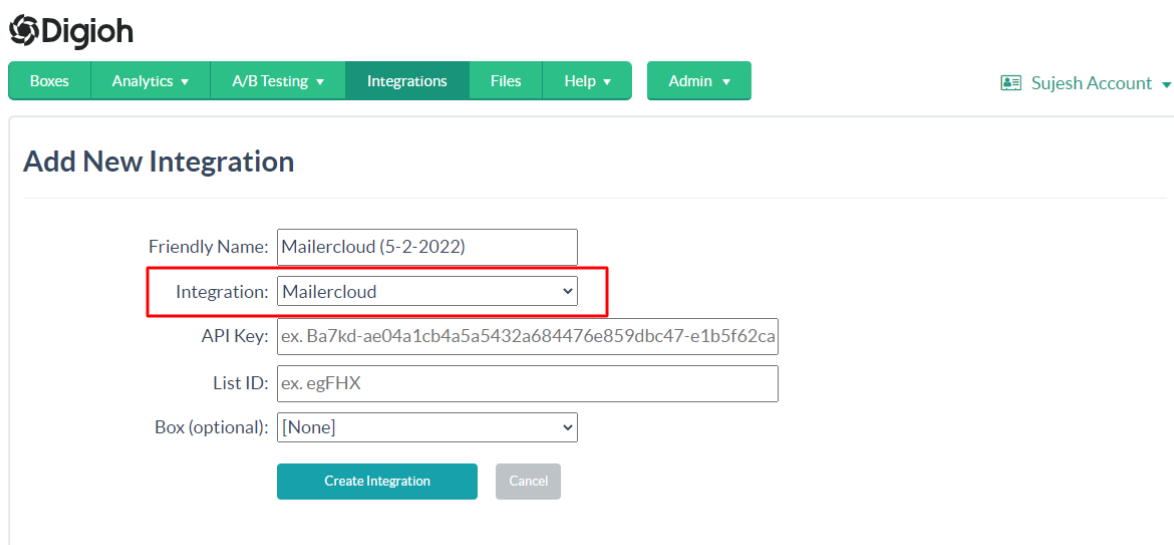 Digioh
Boxes Analytics A/B Testing Integrations Files Help Admin Sujesh Account
Add New Integration
Friendly Name: Mailercloud (5-2-2022)
Integration: Mailercloud
API Key: ex. Ba7kd-ae04a1cb4a5a5432a684476e859dbc47-e1b5f62ca
List ID: ex. egFHX
Box (optional): [None]
Create Integration Cancel